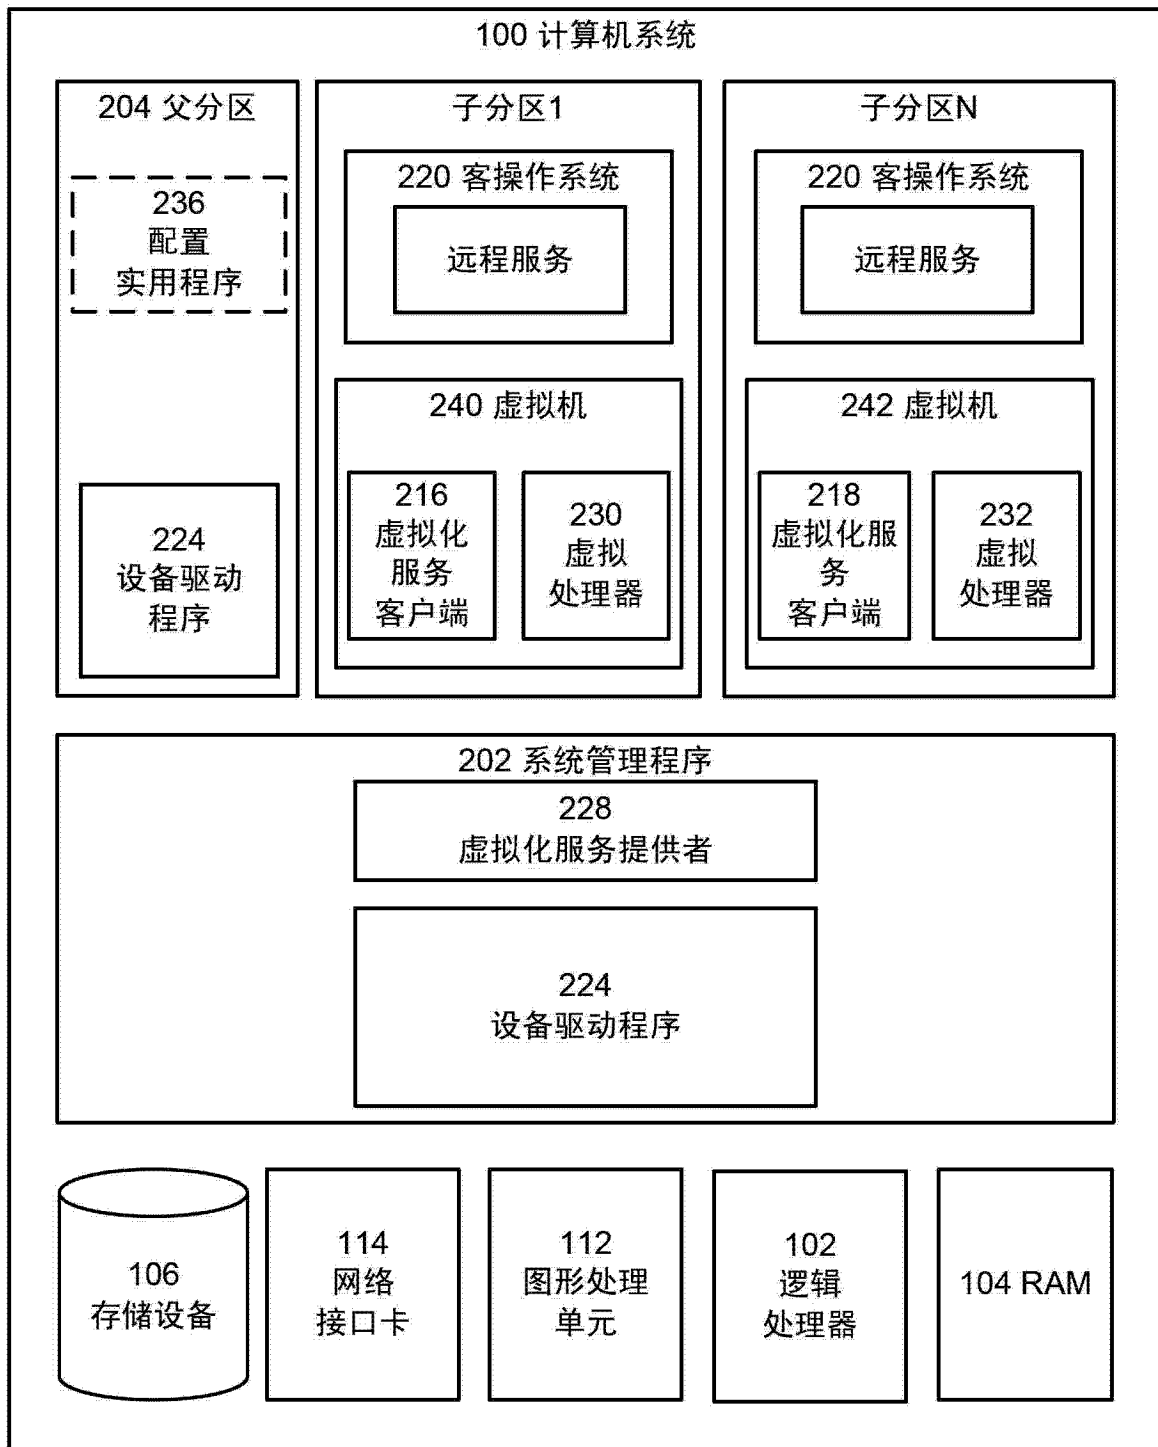 100 计算机系统
204 父分区
236
配置
实用程序
224
设备驱动
程序
子分区1
220 客操作系统
远程服务
240 虚拟机
216
虚拟化
服务
客户端
230
虚拟
处理器
子分区N
220 客操作系统
远程服务
242 虚拟机
218
虚拟化服
务
客户端
232
虚拟
处理器
202 系统管理程序
228
虚拟化服务提供者
224
设备驱动程序
106
存储设备
114
网络
接口卡
112
图形处理
单元
102
逻辑
处理器
104 RAM